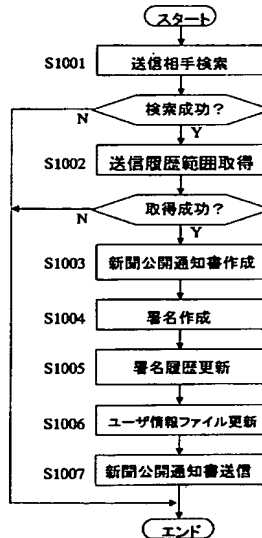 スタート
S1001 送信相手検索
検索成功?
N
Y
S1002 送信履歴範囲取得
取得成功?
N
Y
S1003 新聞公開通知書作成
S1004 署名作成
S1005 署名履歴更新
S1006 ユーザ情報ファイル更新
S1007 新聞公開通知書送信
エンド